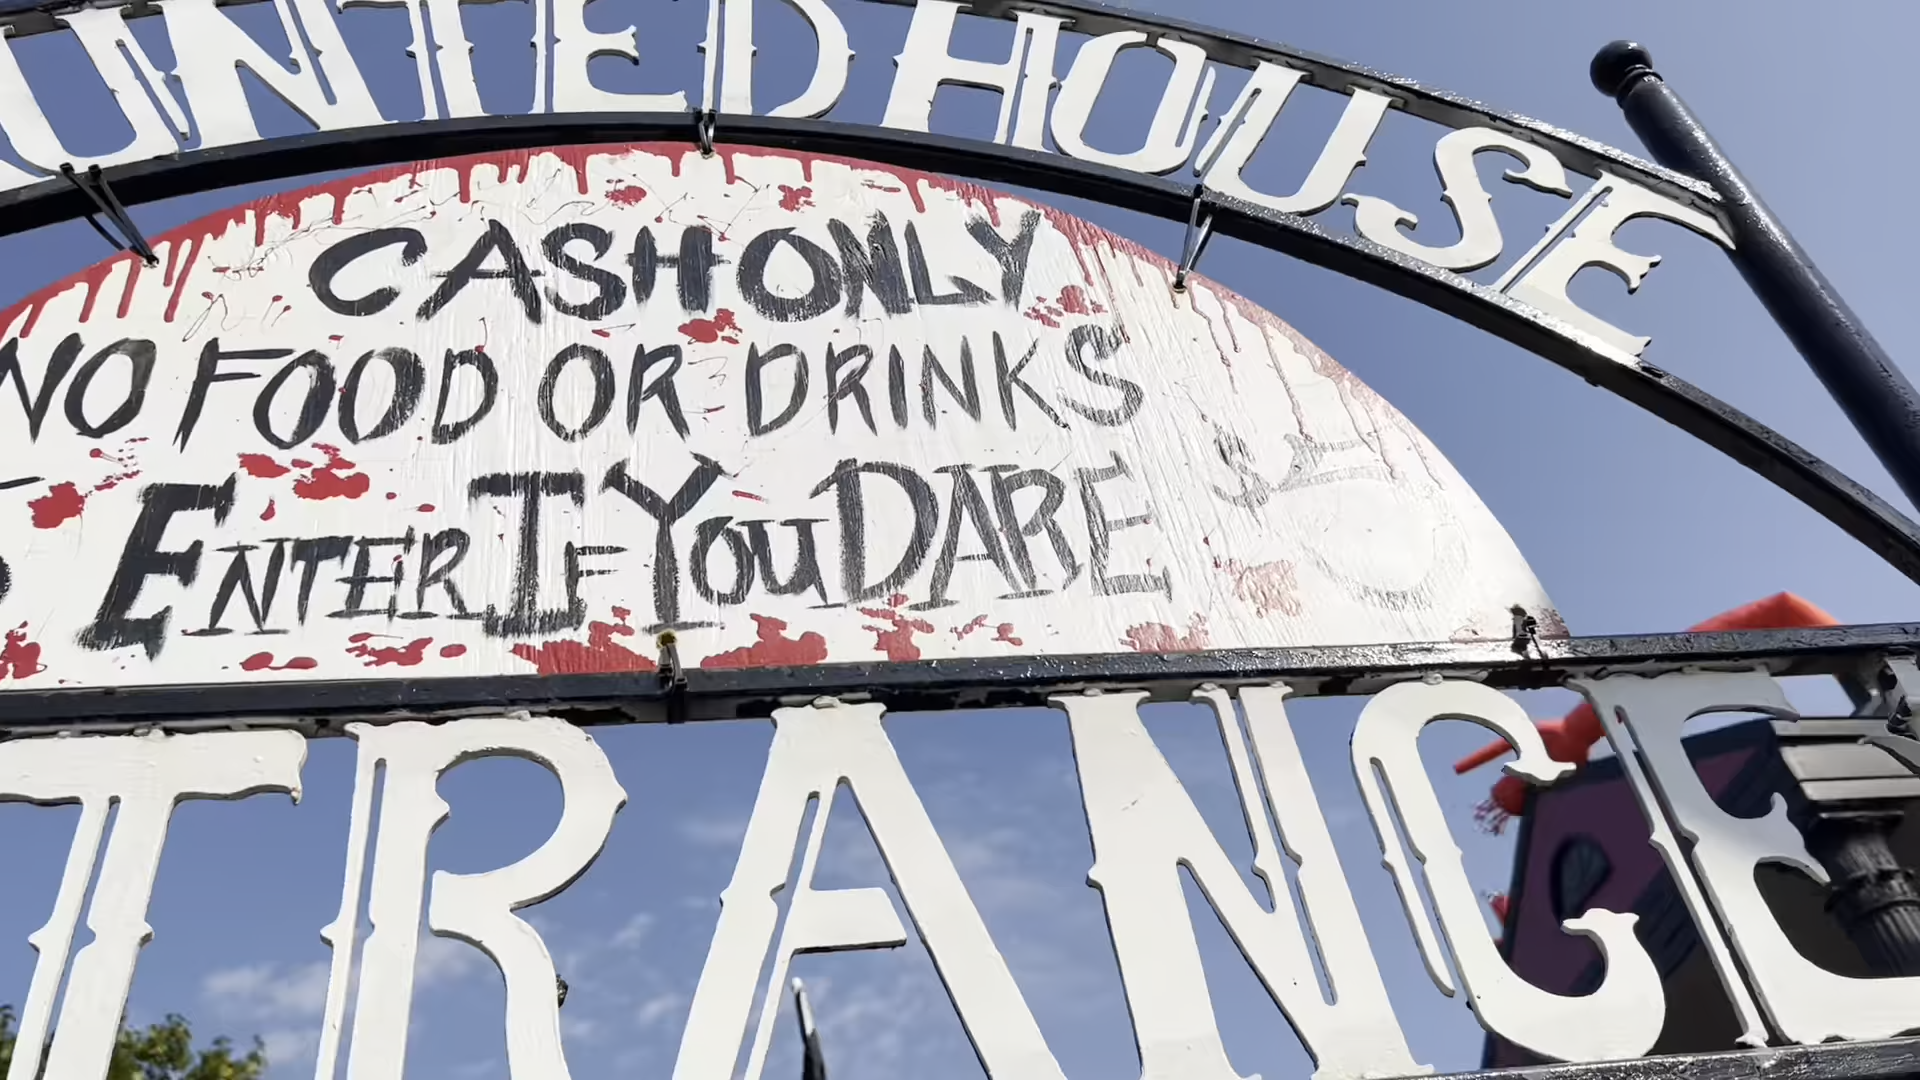 UNTED HOUSE
CASH ONLY
NO FOOD OR DRINKS
ENTER IF YOU DARE
TRANCE